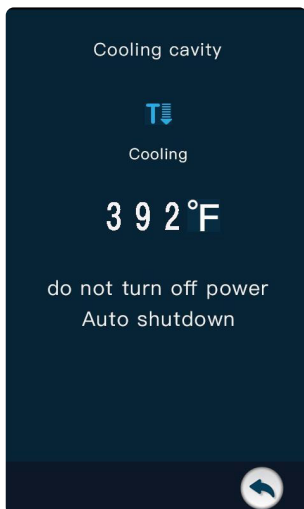 Cooling cavity
T
Cooling
392°F
do not turn off power
Auto shutdown